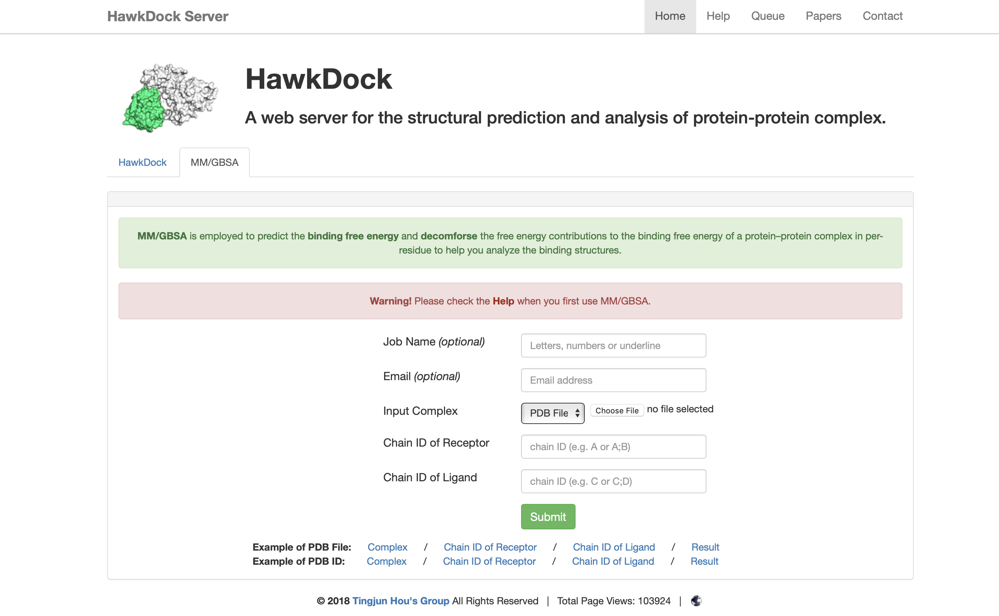 HawkDock Server Home Help Queue Papers Contact
HawkDock
A web server for the structural prediction and analysis of protein-protein complex.
HawkDock MM/GBSA
MM/GBSA is employed to predict the binding free energy and decomforse the free energy contributions to the binding free energy of a protein–protein complex in per-
residue to help you analyze the binding structures.
Warning! Please check the Help when you first use MM/GBSA.
Job Name (optional) Letters, numbers or underline
Email (optional) Email address
Input Complex PDB File Choose File no file selected
Chain ID of Receptor chain ID (e.g. A or A;B)
Chain ID of Ligand chain ID (e.g. C or C;D)
Submit
Example of PDB File: Complex / Chain ID of Receptor / Chain ID of Ligand / Result
Example of PDB ID: Complex / Chain ID of Receptor / Chain ID of Ligand / Result
© 2018 Tingjun Hou's Group All Rights Reserved | Total Page Views: 103924 |